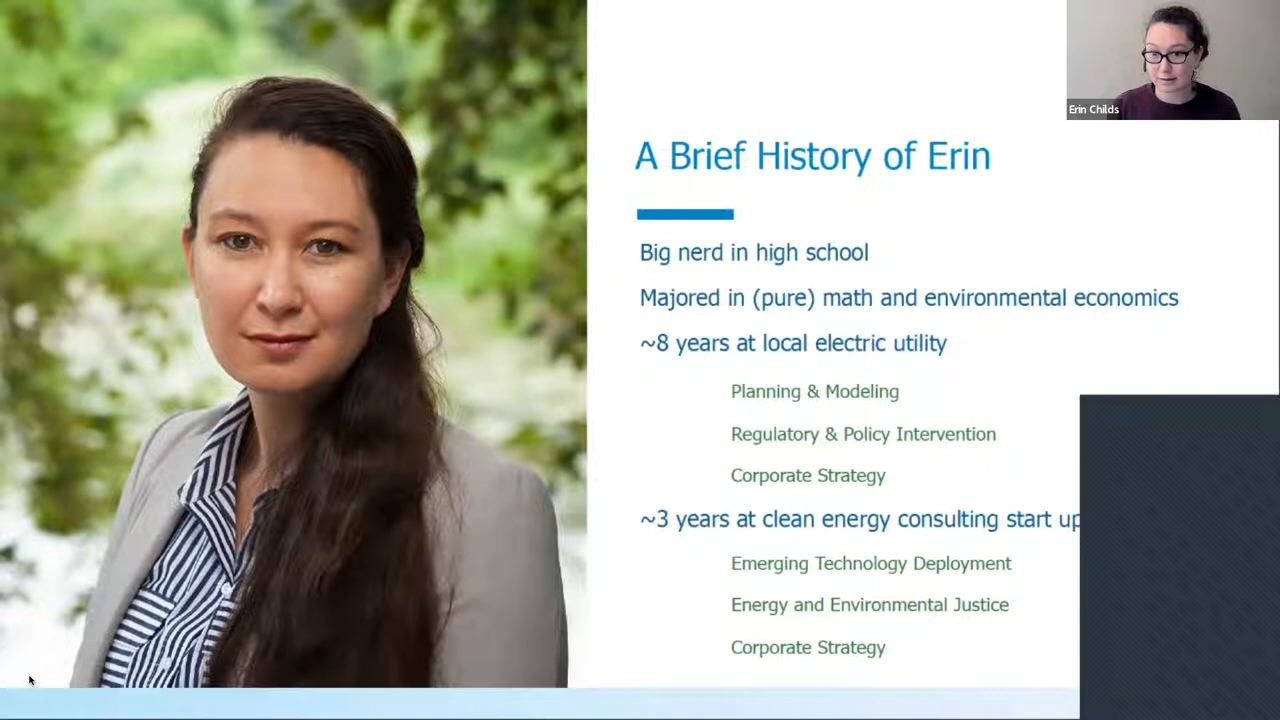 Erin Childs
A Brief History of Erin
Big nerd in high school
Majored in (pure) math and environmental economics
~8 years at local electric utility
Planning & Modeling
Regulatory & Policy Intervention
Corporate Strategy
~3 years at clean energy consulting start up
Emerging Technology Deployment
Energy and Environmental Justice
Corporate Strategy